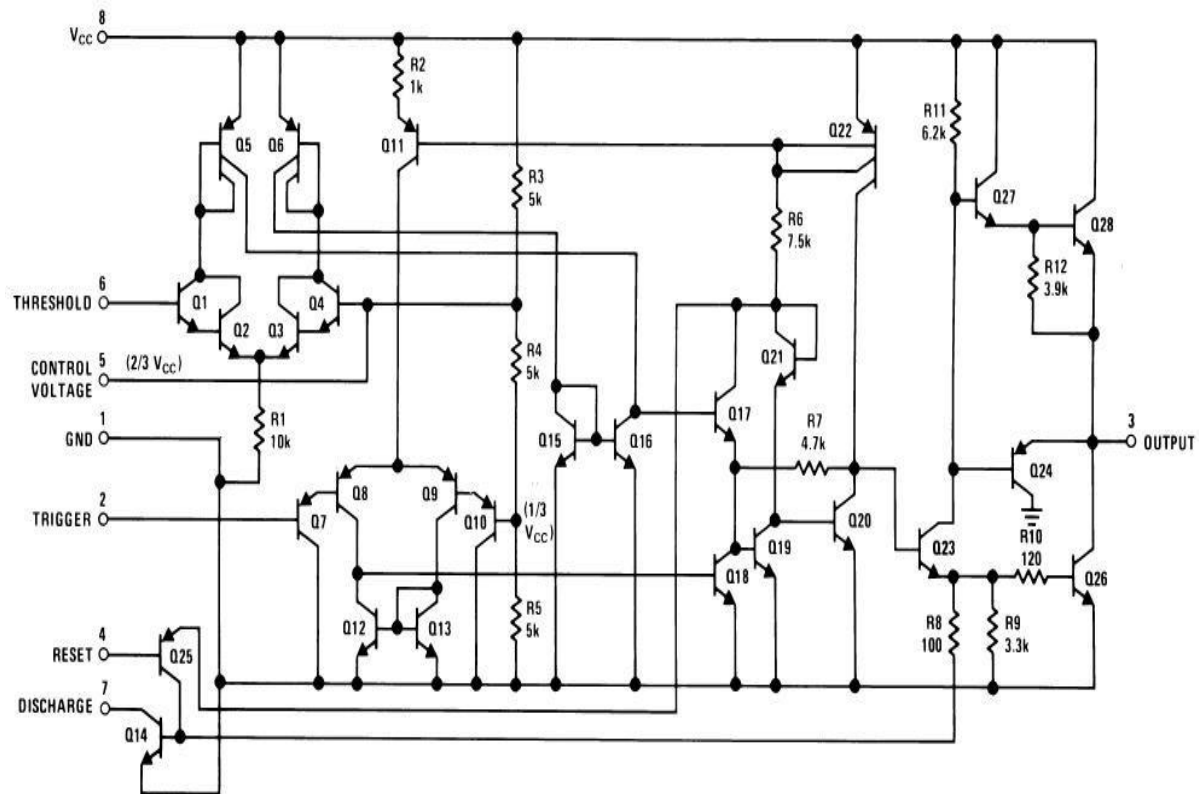 8
VCC
R2
1k
Q5
Q6
Q11
Q22
R11
6.2k
R3
5k
R6
7.5k
Q27
Q28
R12
3.9k
6
THRESHOLD
Q1
Q2
Q3
Q4
5
CONTROL
VOLTAGE
(2/3 VCC)
R4
5k
Q21
1
GND
R1
10k
Q15
Q16
Q17
R7
4.7k
3
OUTPUT
Q24
2
TRIGGER
Q7
Q8
Q9
Q10
(1/3
VCC)
Q18
Q19
Q20
Q23
R10
120
Q26
Q12
Q13
R5
5k
R8
100
R9
3.3k
4
RESET
Q25
7
DISCHARGE
Q14